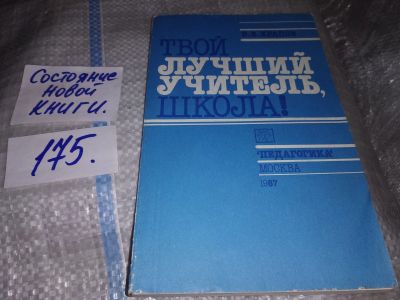 Состояние
новой
книги.
175.
ТВОЙ
ЛУЧШИЙ
УЧИТЕЛЬ,
ШКОЛА!
"ПЕДАГОГИКА"
МОСКВА
1987